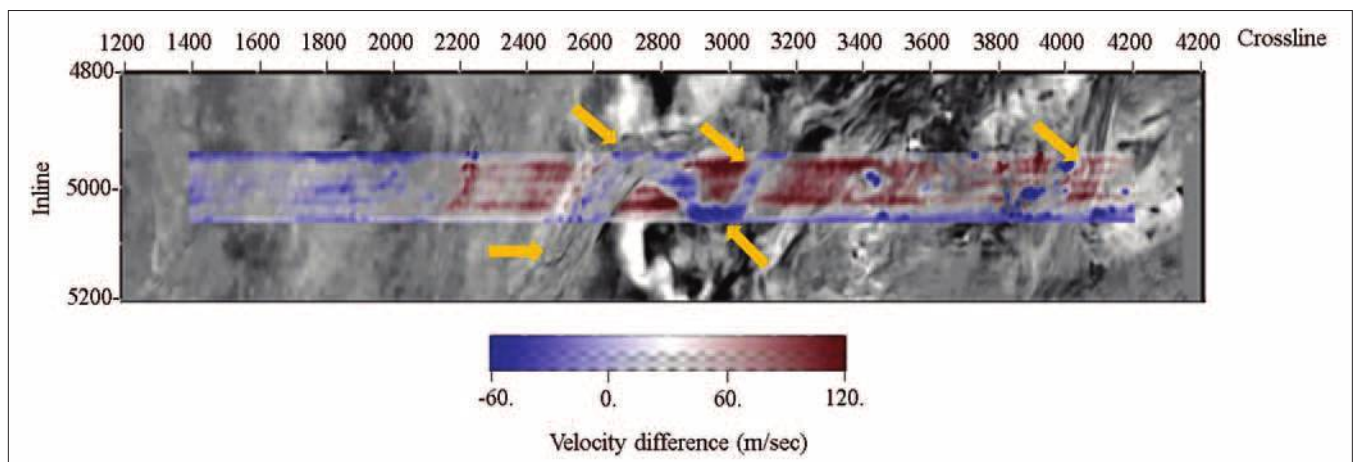 1200 1400 1600 1800 2000 2200 2400 2600 2800 3000 3200 3400 3600 3800 4000 4200 4200 Crossline
4800-
Inline
5000-
5200-
-60. 0. 60. 120.
Velocity difference (m/sec)